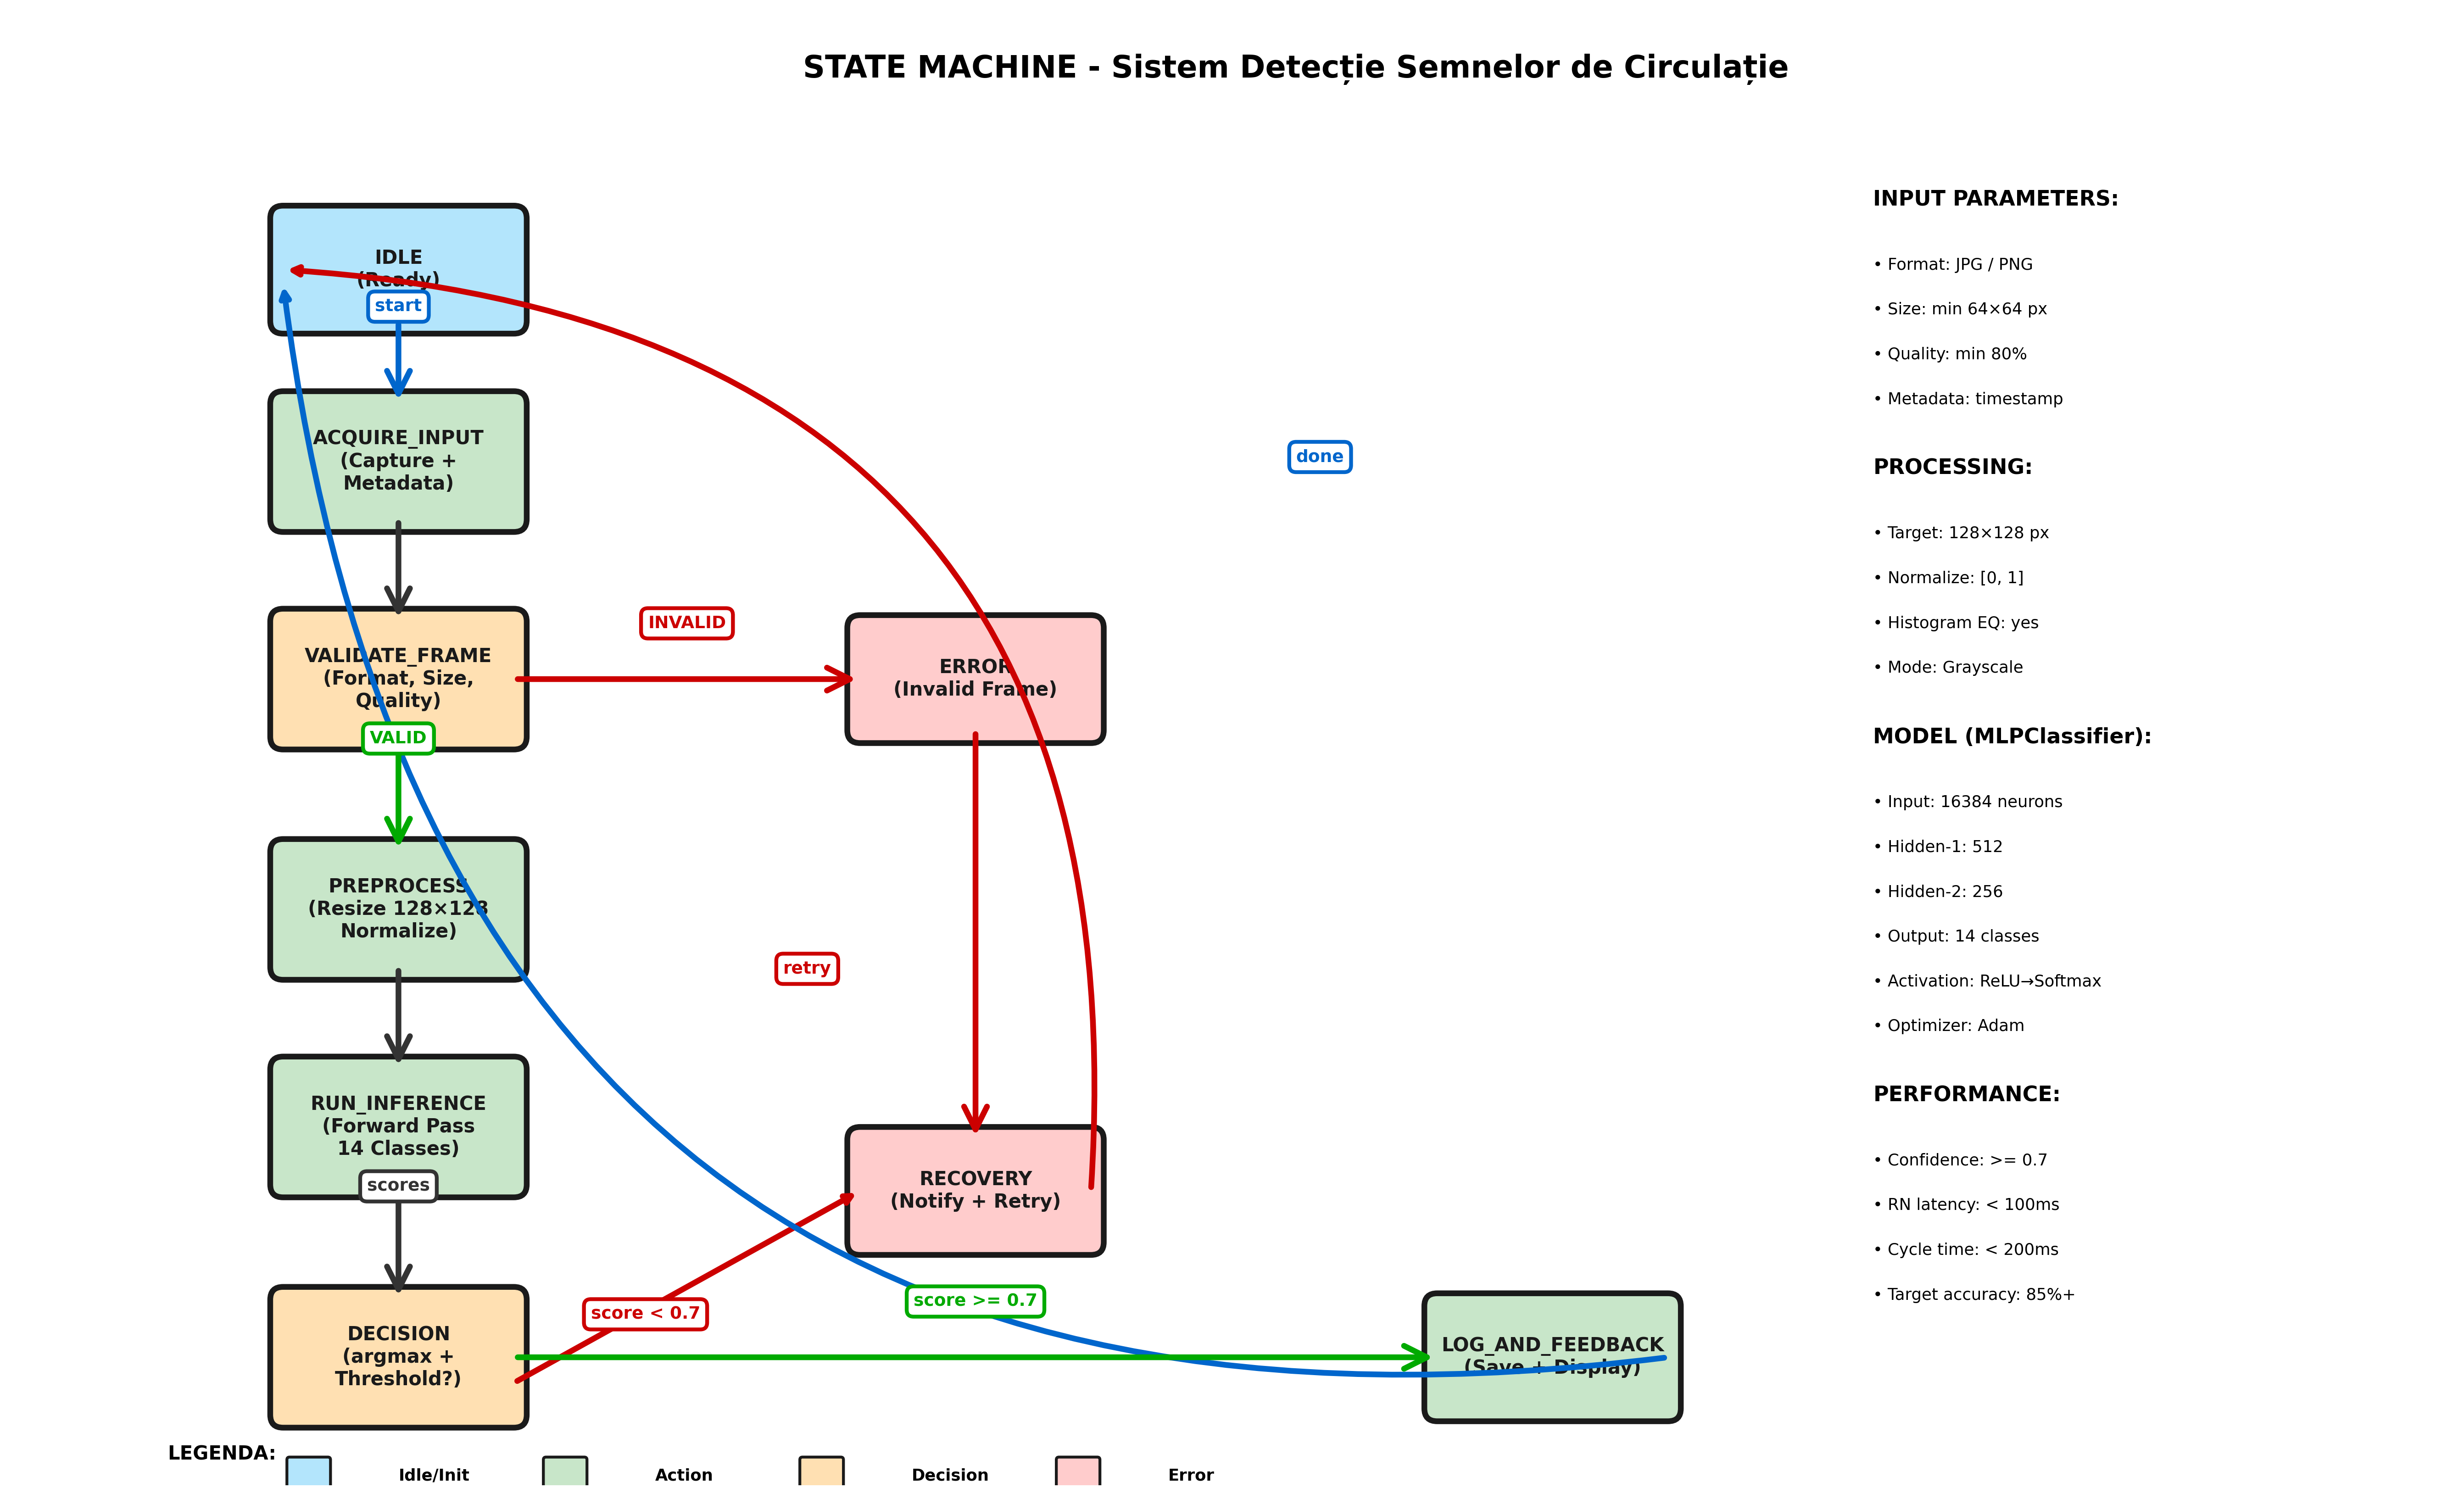 STATE MACHINE - Sistem Detecție Semnelor de Circulație
IDLE
(Ready)
start
ACQUIRE_INPUT
(Capture +
Metadata)
done
INVALID
VALIDATE_FRAME
(Format, Size,
Quality)
VALID
ERROR
(Invalid Frame)
PREPROCESS
(Resize 128×128
Normalize)
retry
RUN_INFERENCE
(Forward Pass
14 Classes)
scores
RECOVERY
(Notify + Retry)
score < 0.7
score >= 0.7
DECISION
(argmax +
Threshold?)
LOG_AND_FEEDBACK
(Save + Display)
INPUT PARAMETERS:
• Format: JPG / PNG
• Size: min 64×64 px
• Quality: min 80%
• Metadata: timestamp
PROCESSING:
• Target: 128×128 px
• Normalize: [0, 1]
• Histogram EQ: yes
• Mode: Grayscale
MODEL (MLPClassifier):
• Input: 16384 neurons
• Hidden-1: 512
• Hidden-2: 256
• Output: 14 classes
• Activation: ReLU→Softmax
• Optimizer: Adam
PERFORMANCE:
• Confidence: >= 0.7
• RN latency: < 100ms
• Cycle time: < 200ms
• Target accuracy: 85%+
LEGENDA:
Idle/Init
Action
Decision
Error